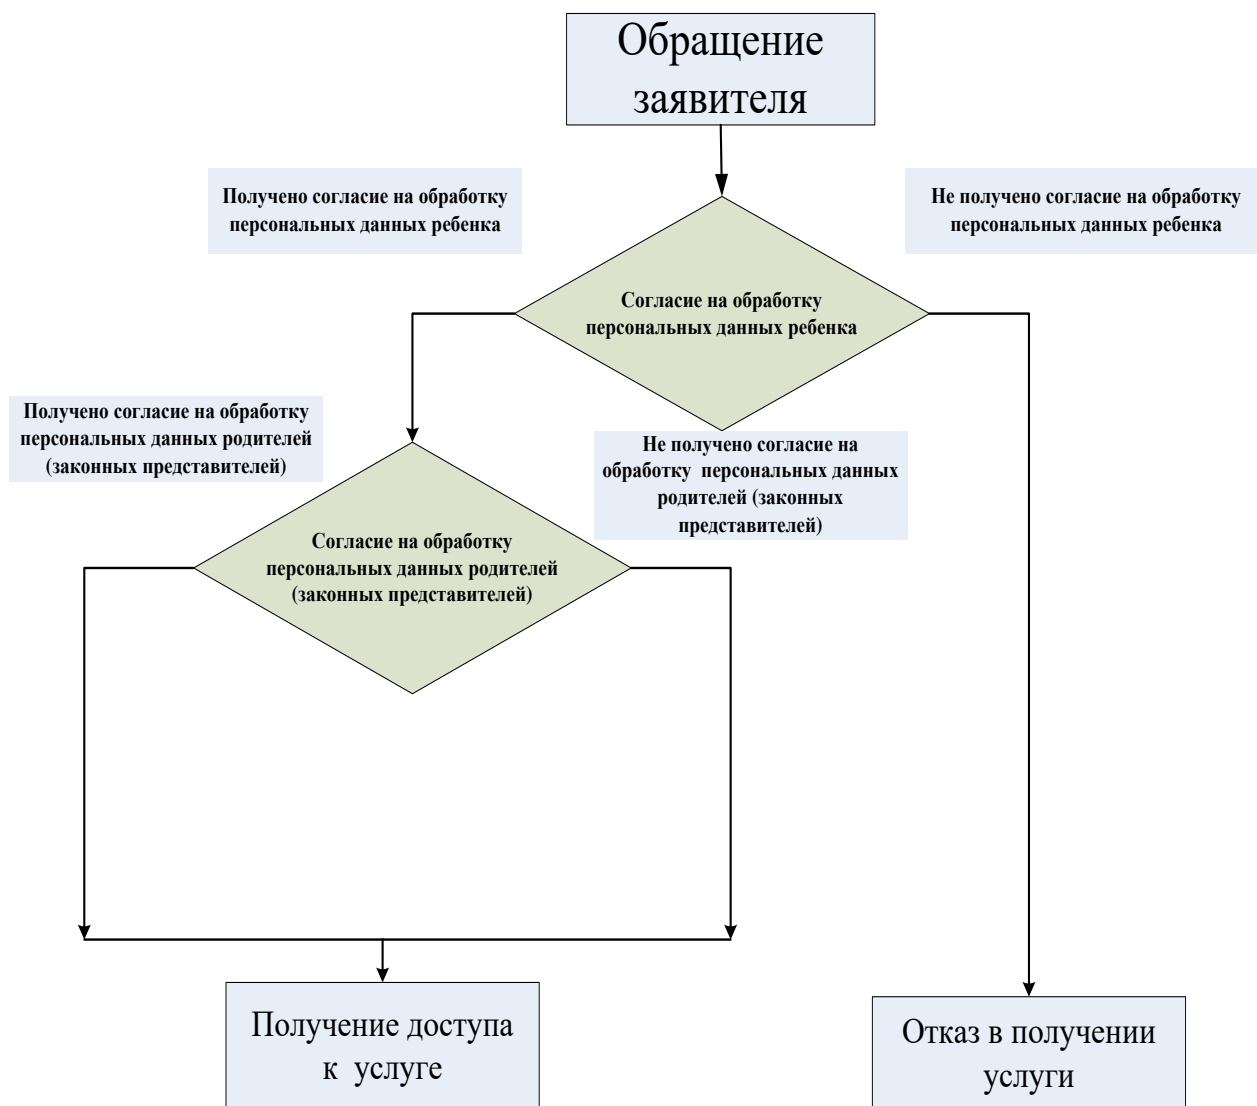 Обращение
заявителя
Получено согласие на обработку
персональных данных ребенка
Не получено согласие на обработку
персональных данных ребенка
Согласие на обработку
персональных данных ребенка
Получено согласие на обработку
персональных данных родителей
(законных представителей)
Не получено согласие на
обработку персональных данных
родителей (законных
представителей)
Согласие на обработку
персональных данных родителей
(законных представителей)
Получение доступа
к услуге
Отказ в получении
услуги